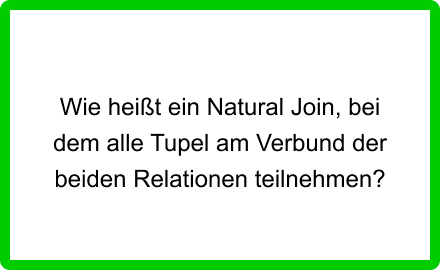 Wie heißt ein Natural Join, bei
dem alle Tupel am Verbund der
beiden Relationen teilnehmen?